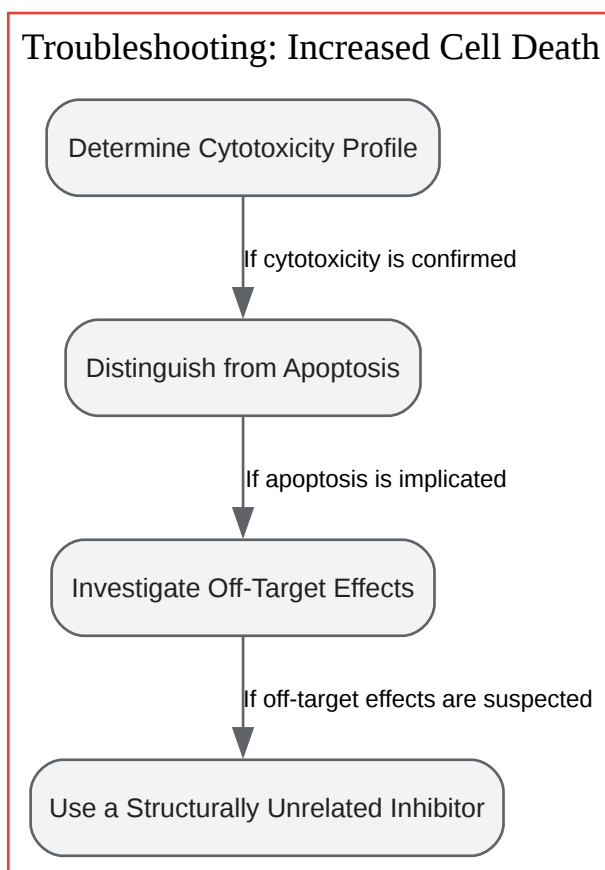 Troubleshooting: Increased Cell Death
Determine Cytotoxicity Profile
If cytotoxicity is confirmed
Distinguish from Apoptosis
If apoptosis is implicated
Investigate Off-Target Effects
If off-target effects are suspected
Use a Structurally Unrelated Inhibitor